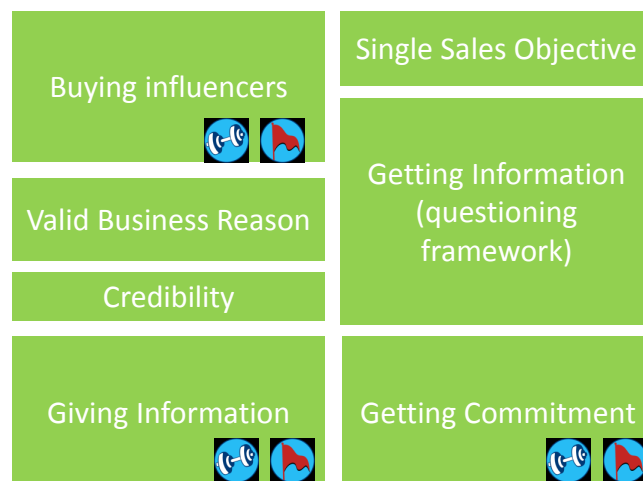 Buying influencers
Single Sales Objective
Getting Information
(questioning
framework)
Valid Business Reason
Credibility
Giving Information
Getting Commitment